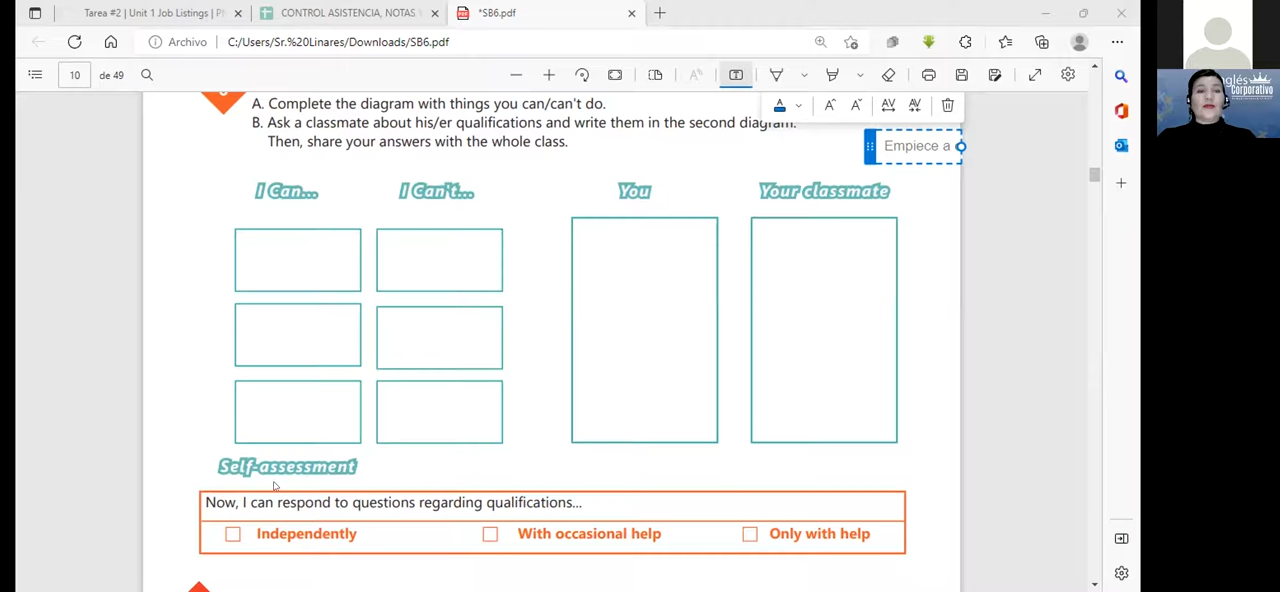 Tarea #2 | Unit 1 Job Listings | P
CONTROL ASISTENCIA, NOTAS
*SB6.pdf
Archivo
C:/Users/Sr.%20Linares/Downloads/SB6.pdf
10
de 49
A. Complete the diagram with things you can/can't do.
B. Ask a classmate about his/er qualifications and write them in the second diagram.
Then, share your answers with the whole class.
Empiece a
I Can...
I Can't...
You
Your classmate
Self-assessment
Now, I can respond to questions regarding qualifications...
Independently
With occasional help
Only with help
Inglés
Corporativo